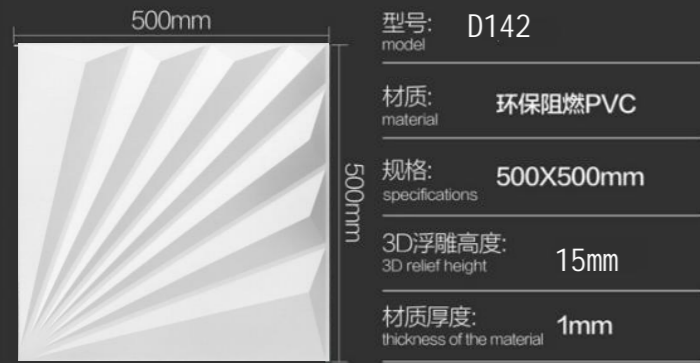 500mm
500mm
型号: D142
model
材质: 环保阻燃PVC
material
规格: 500X500mm
specifications
3D浮雕高度: 15mm
3D relief height
材质厚度: 1mm
thickness of the material